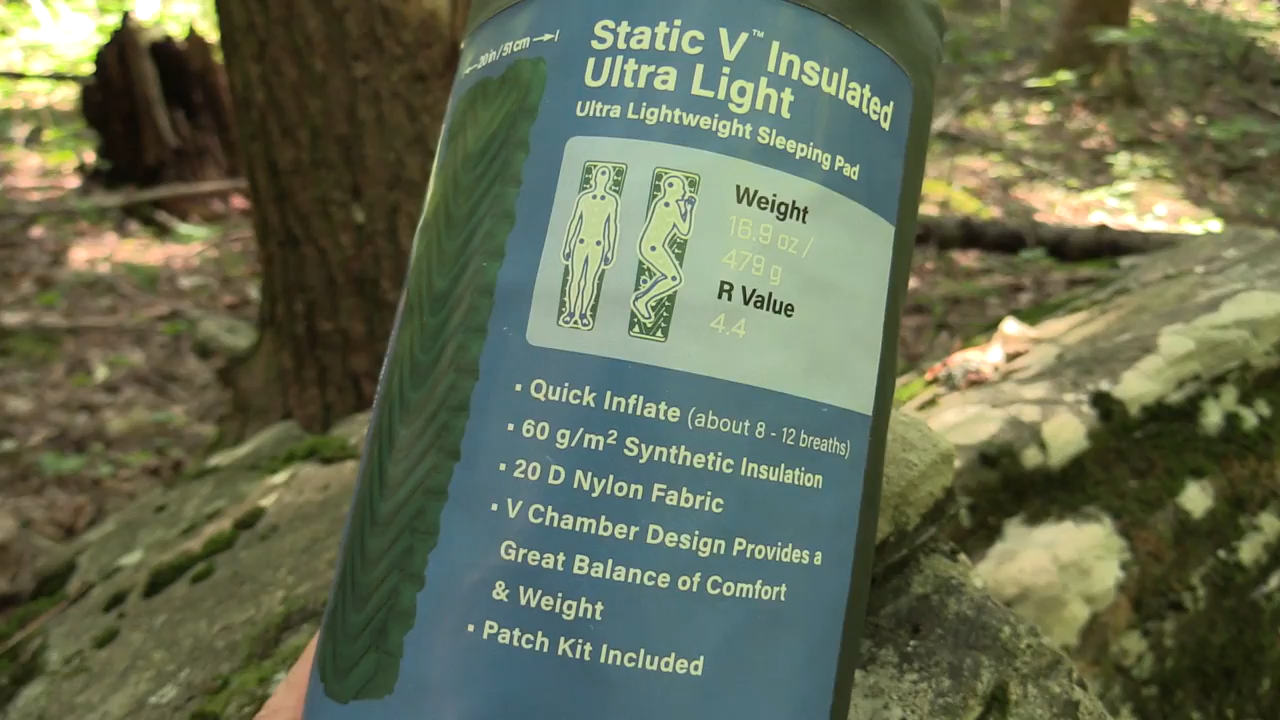 20 in / 51 cm
Static V™ Insulated
Ultra Light
Ultra Lightweight Sleeping Pad
Weight
16.9 oz /
479 g
R Value
4.4
▪ Quick Inflate (about 8 - 12 breaths)
▪ 60 g/m² Synthetic Insulation
▪ 20 D Nylon Fabric
▪ V Chamber Design Provides a
Great Balance of Comfort
& Weight
▪ Patch Kit Included